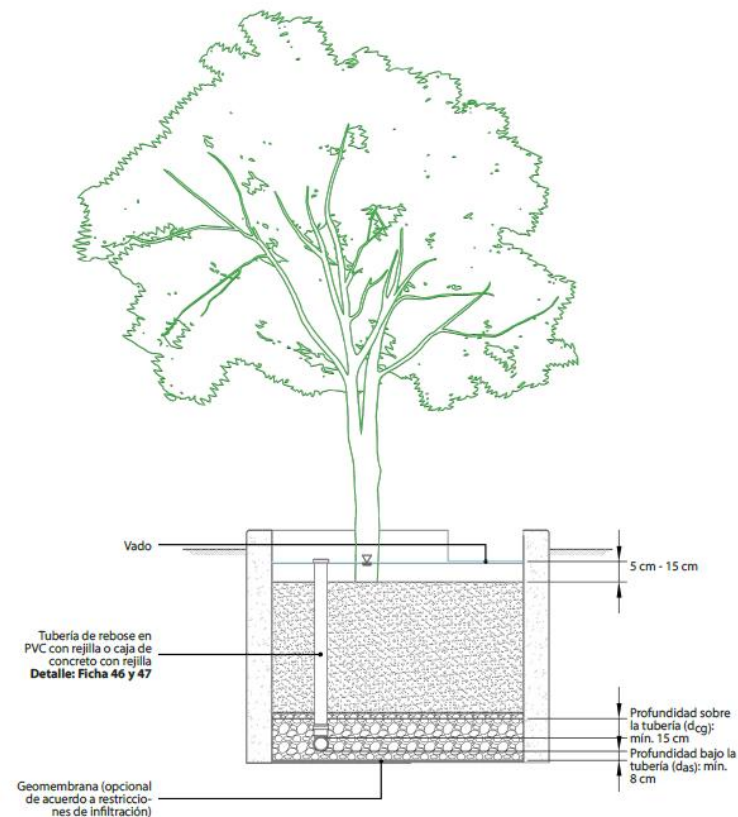 Vado
5 cm - 15 cm
Tubería de rebose en
PVC con rejilla o caja de
concreto con rejilla
Detalle: Ficha 46 y 47
Profundidad sobre
la tubería (dcg):
mín. 15 cm
Profundidad bajo la
tubería (das): mín.
8 cm
Geomembrana (opcional
de acuerdo a restriccio-
nes de infiltración)